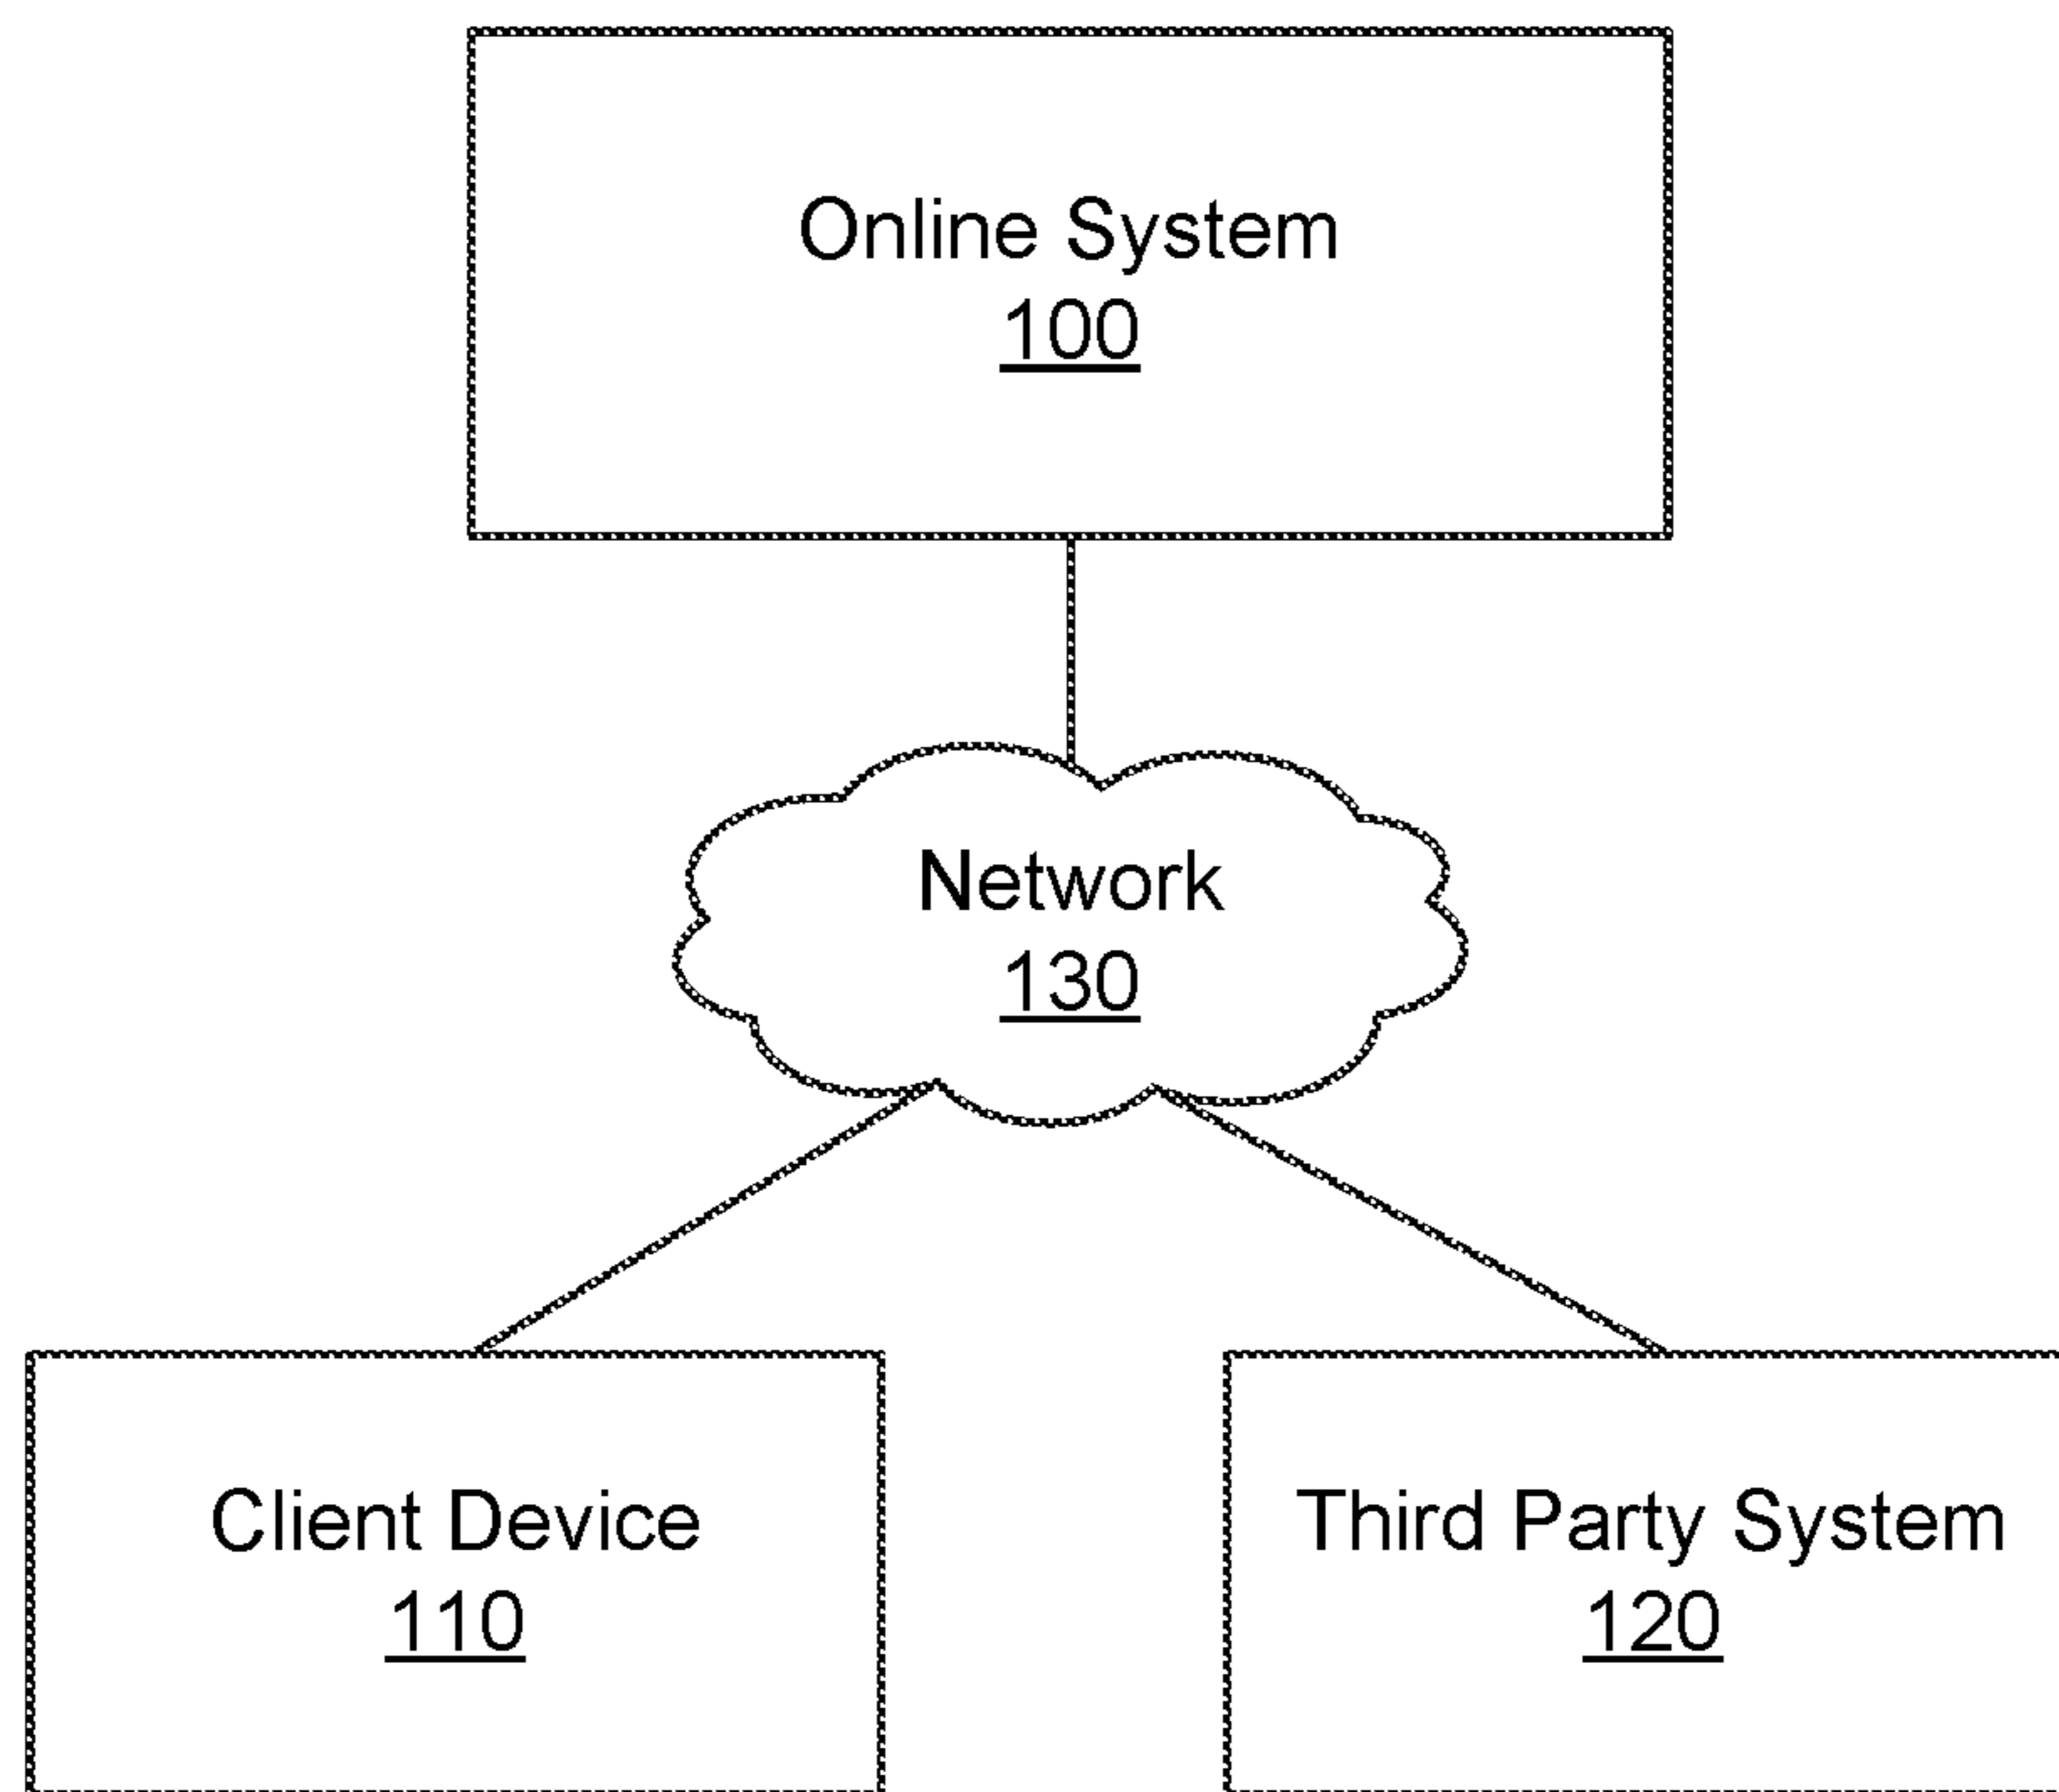 Online System
100
Network
130
Client Device
110
Third Party System
120